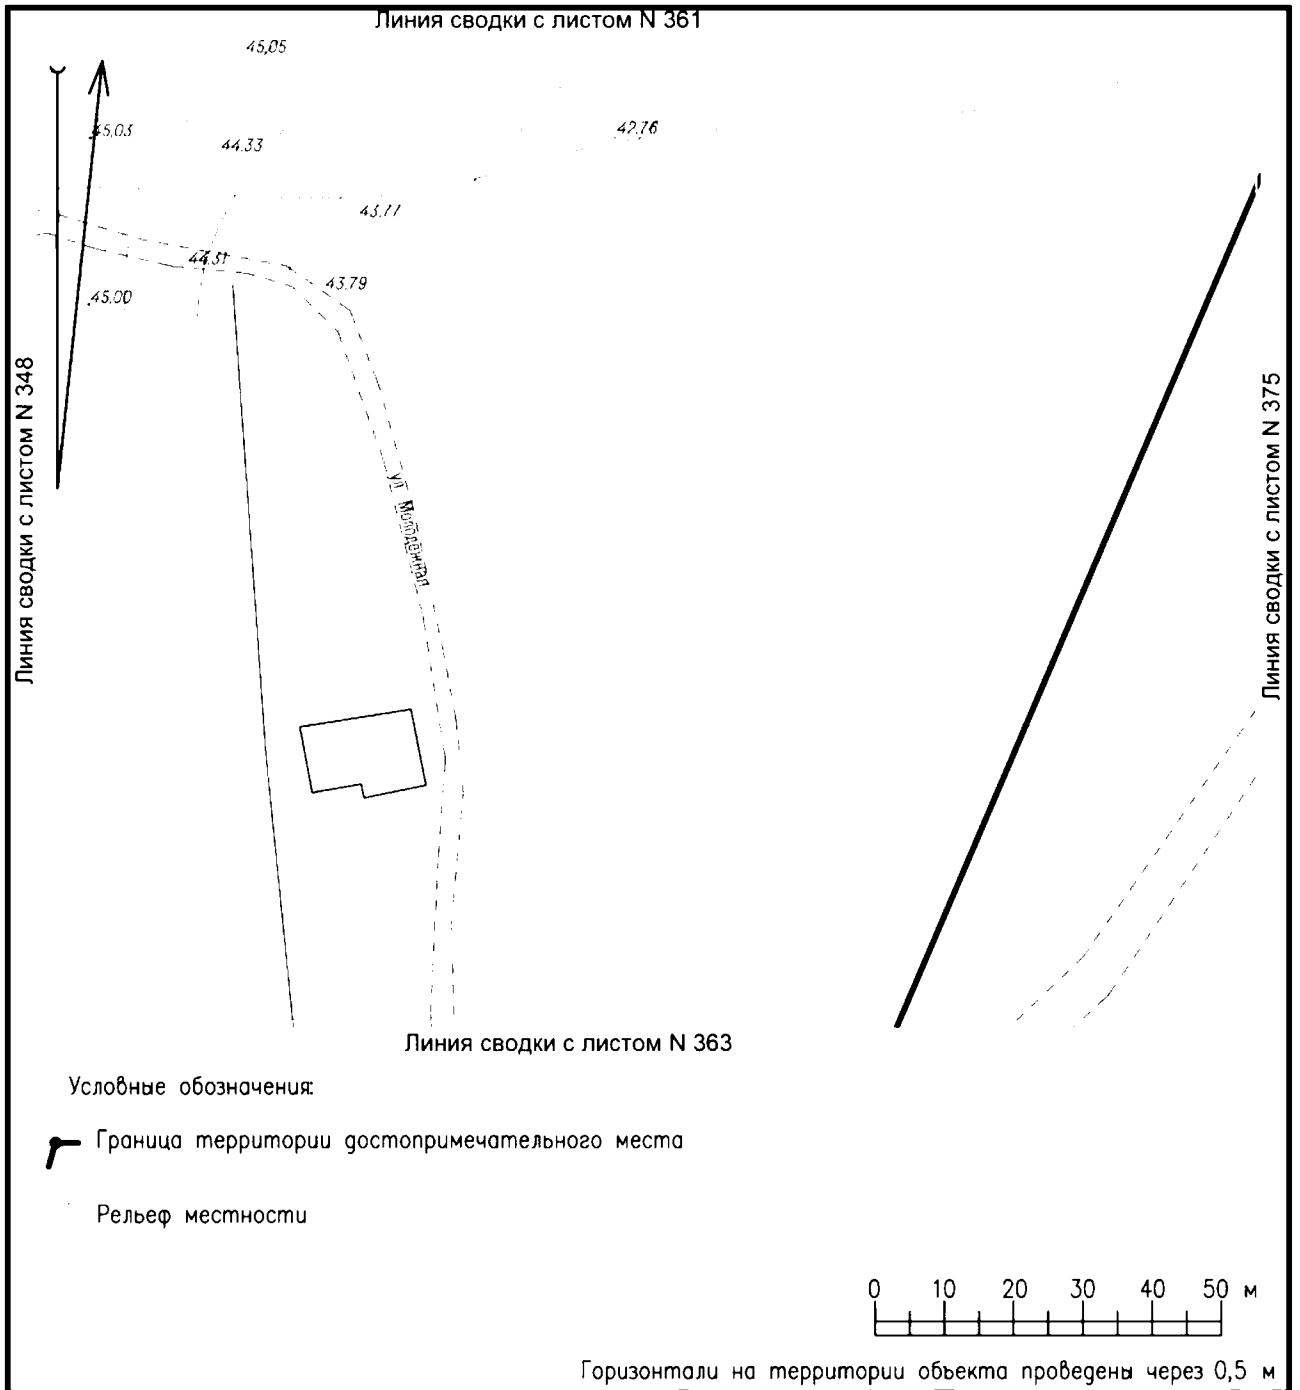 Линия сводки с листом N 361
45,05
45,03
44.33
42.76
43,77
44.31
43.79
45,00
Линия сводки с листом N 348
ул Молодёжная
Линия сводки с листом N 375
Линия сводки с листом N 363
Условные обозначения:
Граница территории достопримечательного места
Рельеф местности
0 10 20 30 40 50 м
Горизонтали на территории объекта проведены через 0,5 м